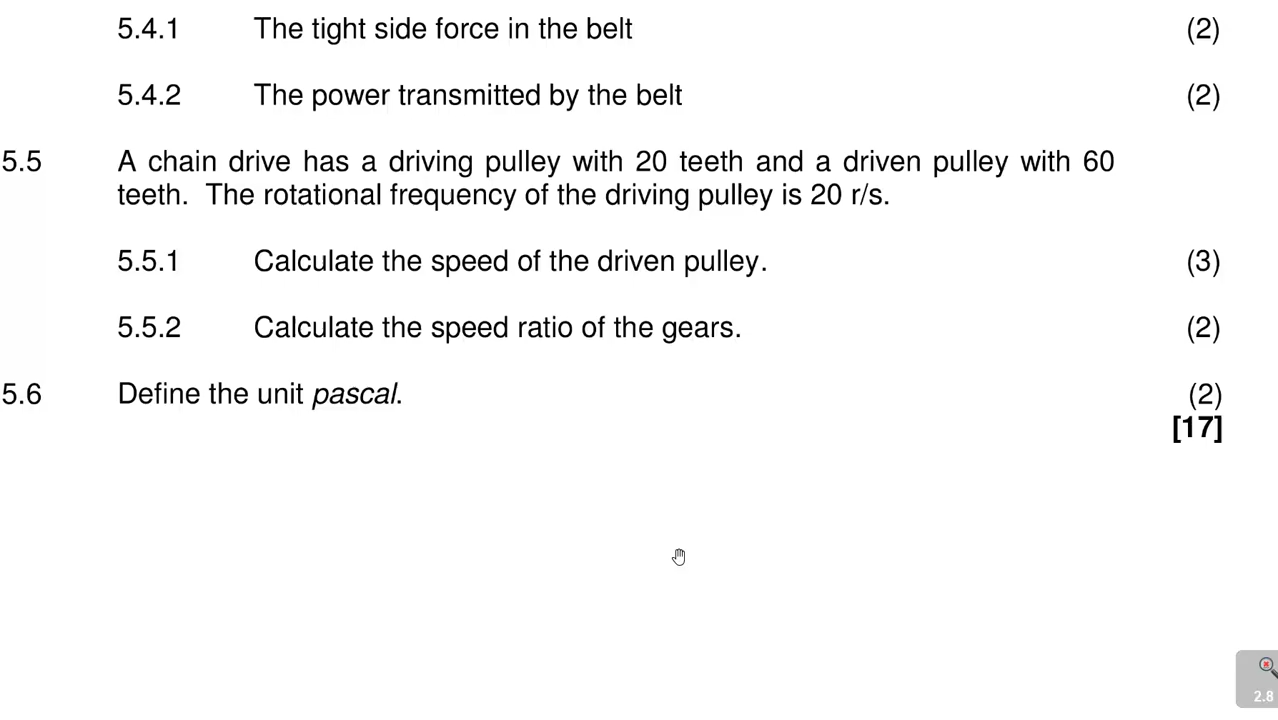 5.4.1 The tight side force in the belt (2)
5.4.2 The power transmitted by the belt (2)
5.5 A chain drive has a driving pulley with 20 teeth and a driven pulley with 60
teeth. The rotational frequency of the driving pulley is 20 r/s.
5.5.1 Calculate the speed of the driven pulley. (3)
5.5.2 Calculate the speed ratio of the gears. (2)
5.6 Define the unit pascal. (2)
[17]
2.8